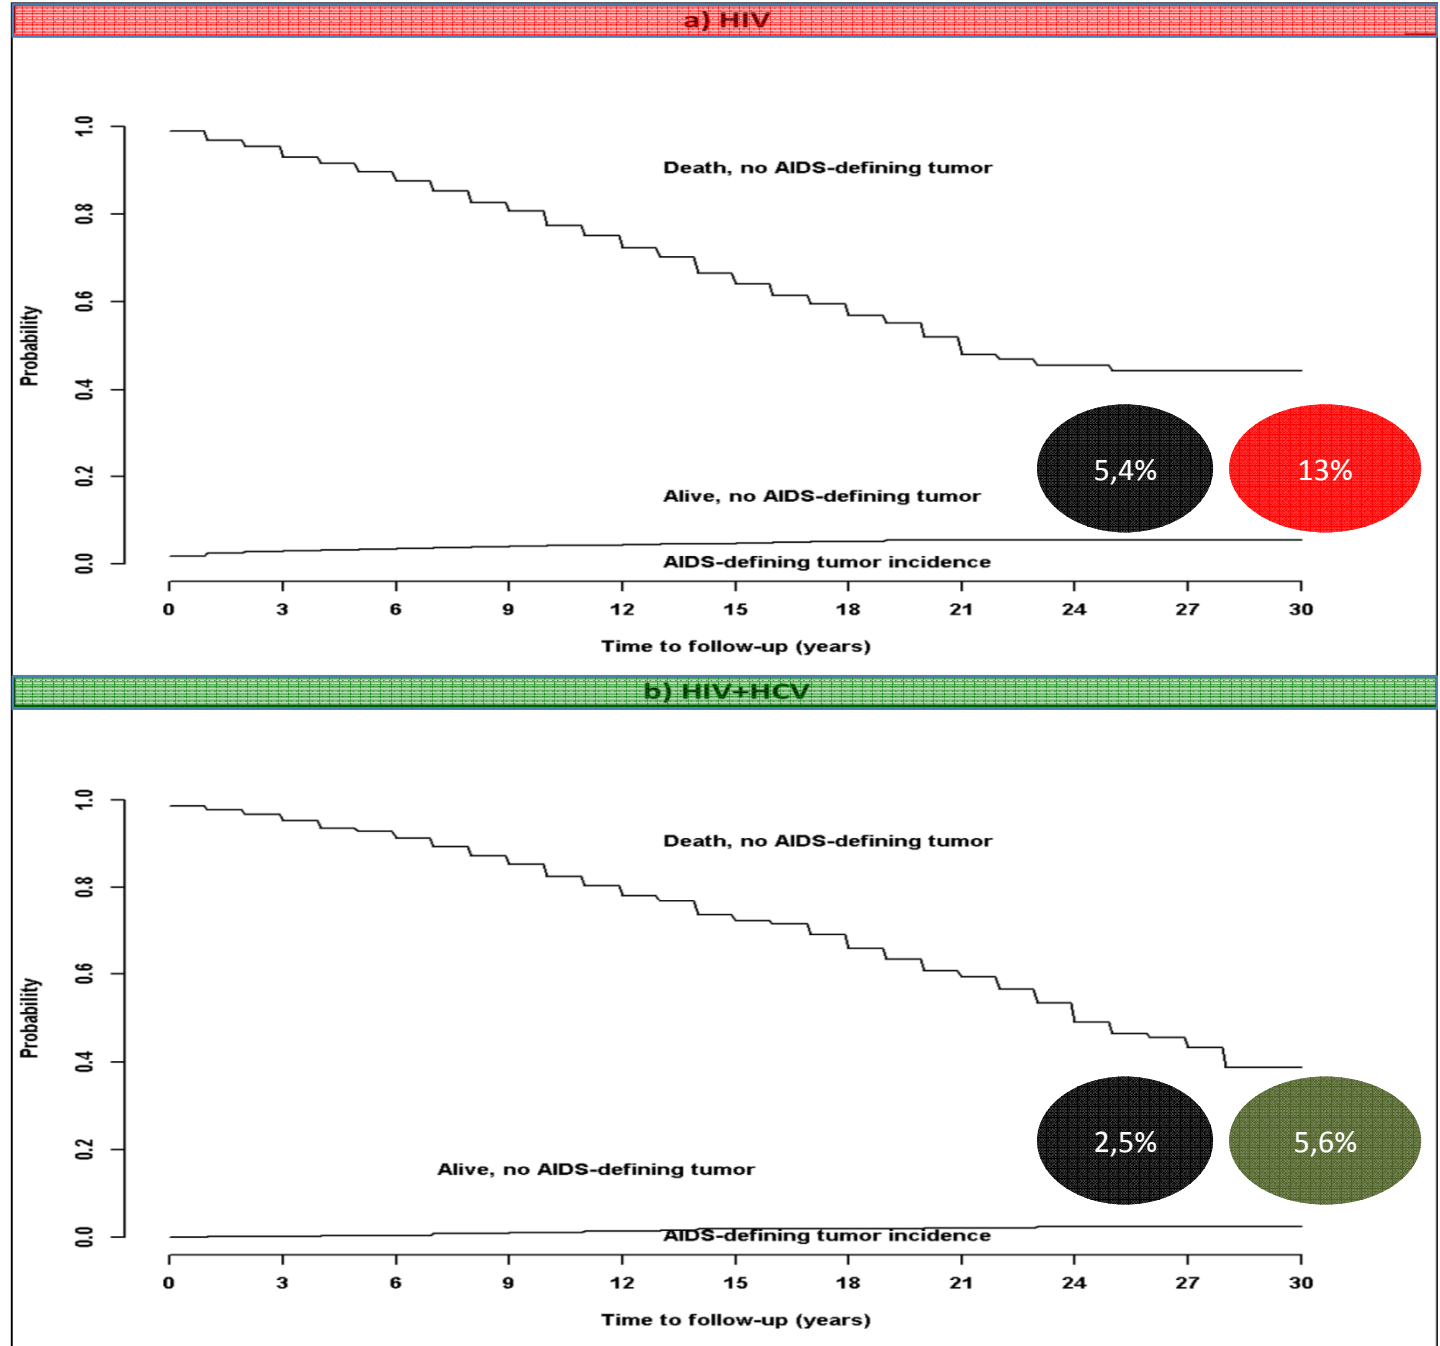 a) HIV
1.0
0.8
0.6
0.4
0.2
0.0
Probability
Death, no AIDS-defining tumor
5,4%
13%
Alive, no AIDS-defining tumor
AIDS-defining tumor incidence
0 3 6 9 12 15 18 21 24 27 30
Time to follow-up (years)
b) HIV+HCV
1.0
0.8
0.6
0.4
0.2
0.0
Probability
Death, no AIDS-defining tumor
2,5%
5,6%
Alive, no AIDS-defining tumor
AIDS-defining tumor incidence
0 3 6 9 12 15 18 21 24 27 30
Time to follow-up (years)